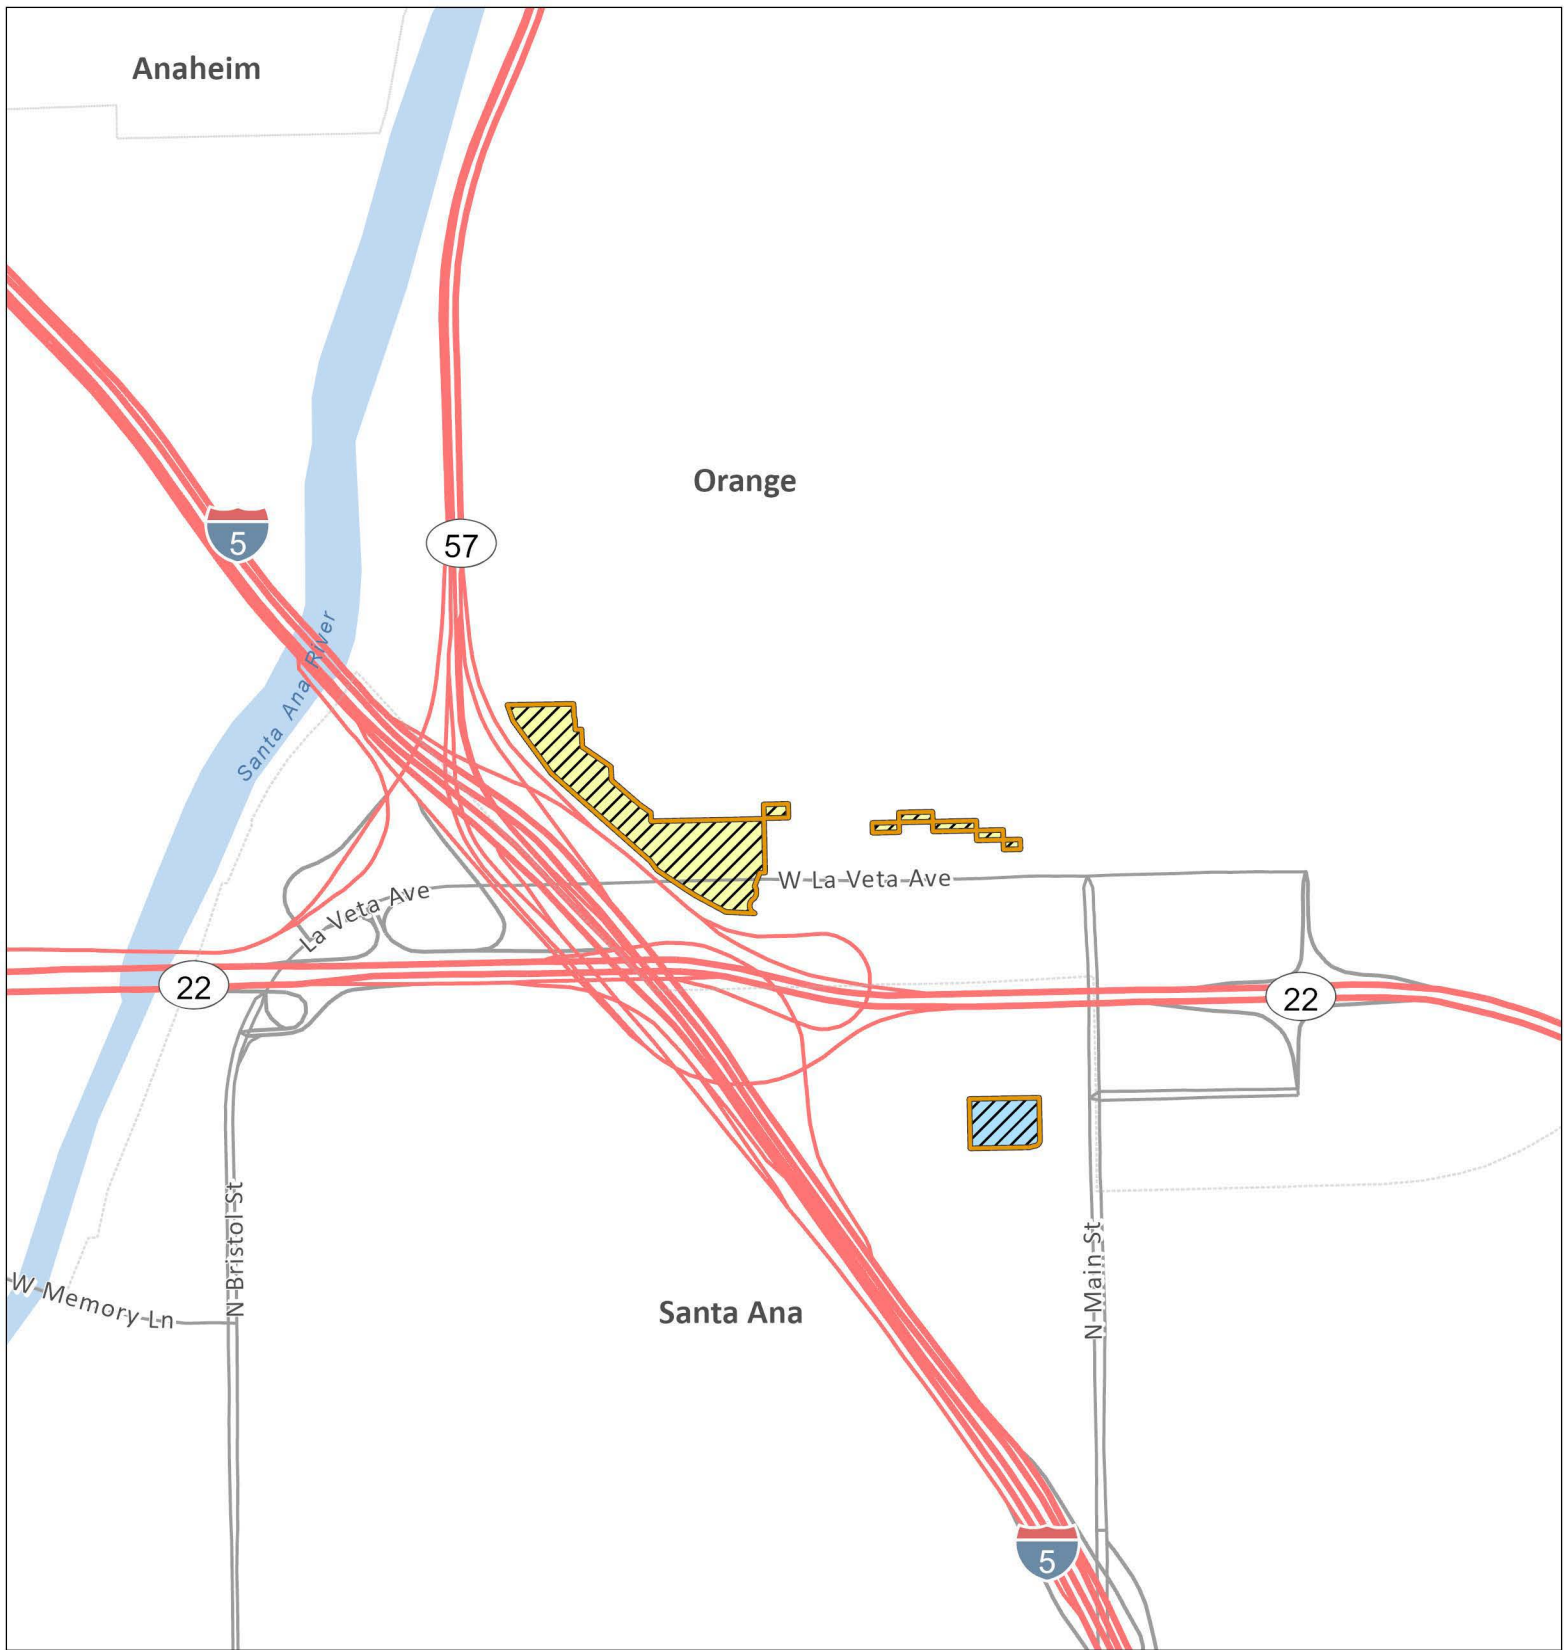 Anaheim
Orange
5
57
Santa Ana River
W La Veta Ave
La Veta Ave
22
22
N Bristol St
N Main St
W Memory Ln
Santa Ana
5